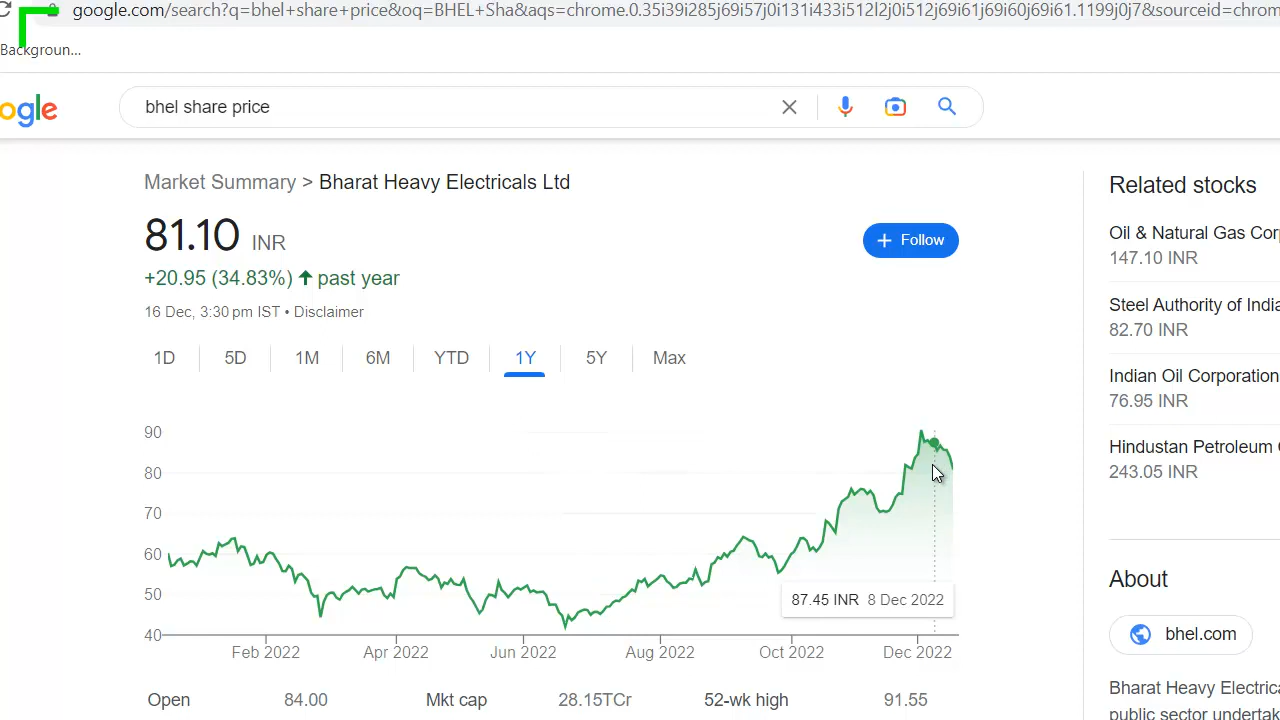 google.com/search?q=bhel+share+price&oq=BHEL+Sha&aqs=chrome.0.35i39i285j69i57j0i131i433i512l2j0i512j69i61j69i60j69i61.1199j0j7&sourceid=chrom
Backgroun...
ogle
bhel share price
Market Summary > Bharat Heavy Electricals Ltd
81.10 INR
+ Follow
+20.95 (34.83%) ↑ past year
16 Dec, 3:30 pm IST • Disclaimer
1D 5D 1M 6M YTD 1Y 5Y Max
90
80
70
60
50
40
87.45 INR 8 Dec 2022
Feb 2022 Apr 2022 Jun 2022 Aug 2022 Oct 2022 Dec 2022
Open 84.00 Mkt cap 28.15TCr 52-wk high 91.55
Related stocks
Oil & Natural Gas Corp
147.10 INR
Steel Authority of India
82.70 INR
Indian Oil Corporation
76.95 INR
Hindustan Petroleum
243.05 INR
About
bhel.com
Bharat Heavy Electrica
public sector undertak